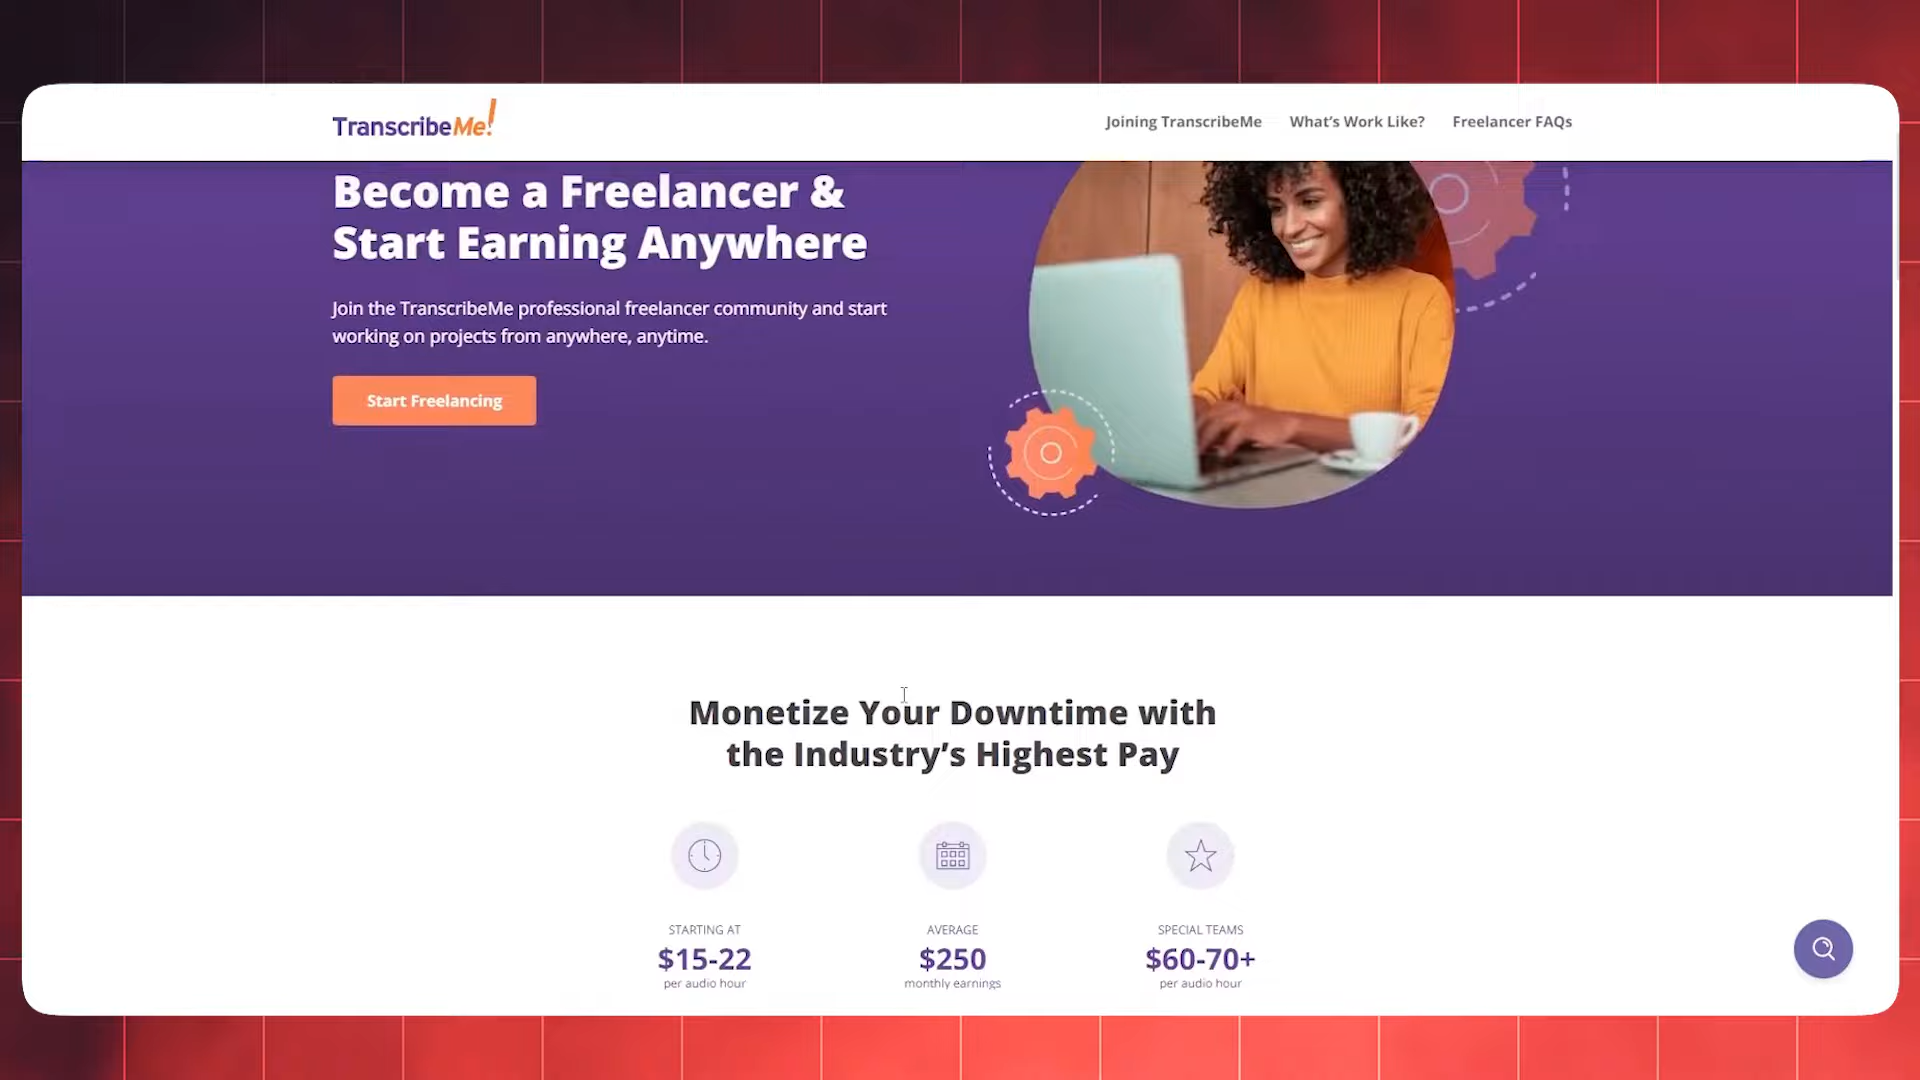 TranscribeMe!
Joining TranscribeMe
What's Work Like?
Freelancer FAQs
Become a Freelancer &
Start Earning Anywhere
Join the TranscribeMe professional freelancer community and start
working on projects from anywhere, anytime.
Start Freelancing
Monetize Your Downtime with
the Industry's Highest Pay
STARTING AT
$15-22
per audio hour
AVERAGE
$250
monthly earnings
SPECIAL TEAMS
$60-70+
per audio hour